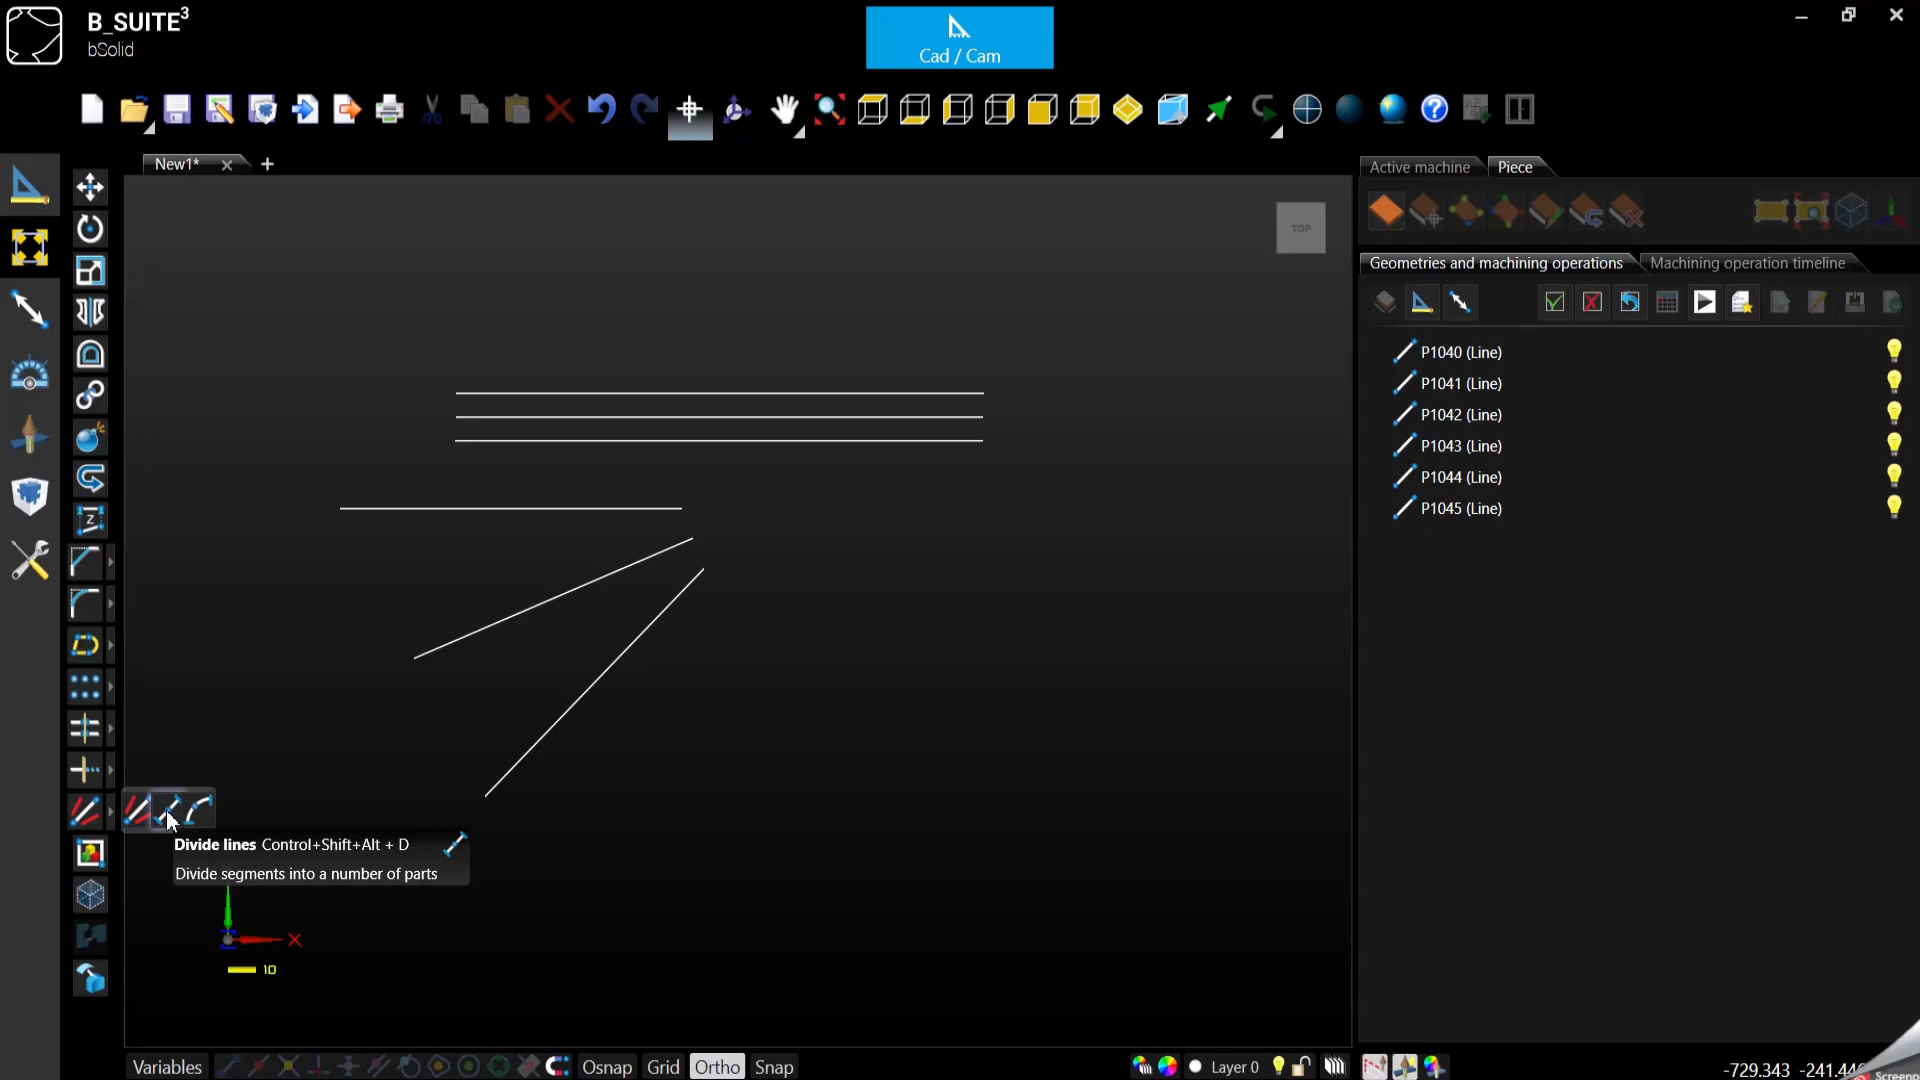 B_SUITE³
bSolid
Cad / Cam
New1*
TOP
Active machine
Piece
Geometries and machining operations
Machining operation timeline
P1040 (Line)
P1041 (Line)
P1042 (Line)
P1043 (Line)
P1044 (Line)
P1045 (Line)
Z
Divide lines Control+Shift+Alt + D
Divide segments into a number of parts
10
Variables
Osnap
Grid
Ortho
Snap
Layer 0
-729.343